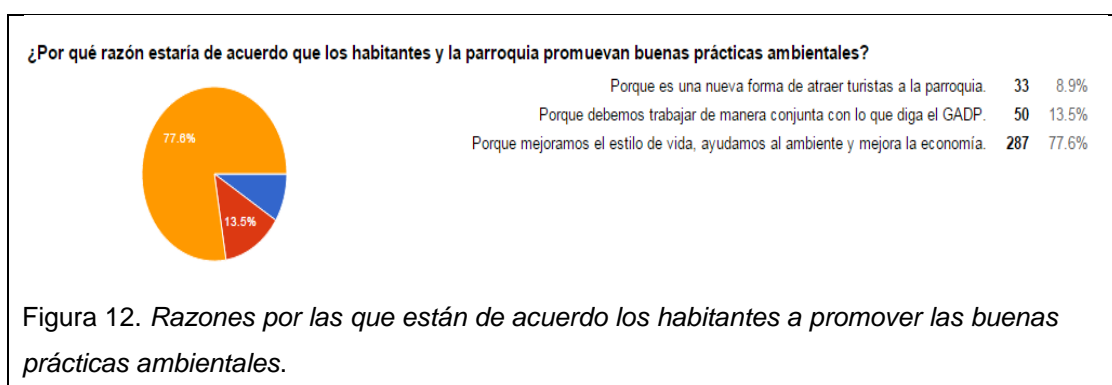 ¿Por qué razón estaría de acuerdo que los habitantes y la parroquia promuevan buenas prácticas ambientales?
Porque es una nueva forma de atraer turistas a la parroquia. 33 8.9%
Porque debemos trabajar de manera conjunta con lo que diga el GADP. 50 13.5%
Porque mejoramos el estilo de vida, ayudamos al ambiente y mejora la economía. 287 77.6%
77.6%
13.5%
Figura 12. Razones por las que están de acuerdo los habitantes a promover las buenas
prácticas ambientales.